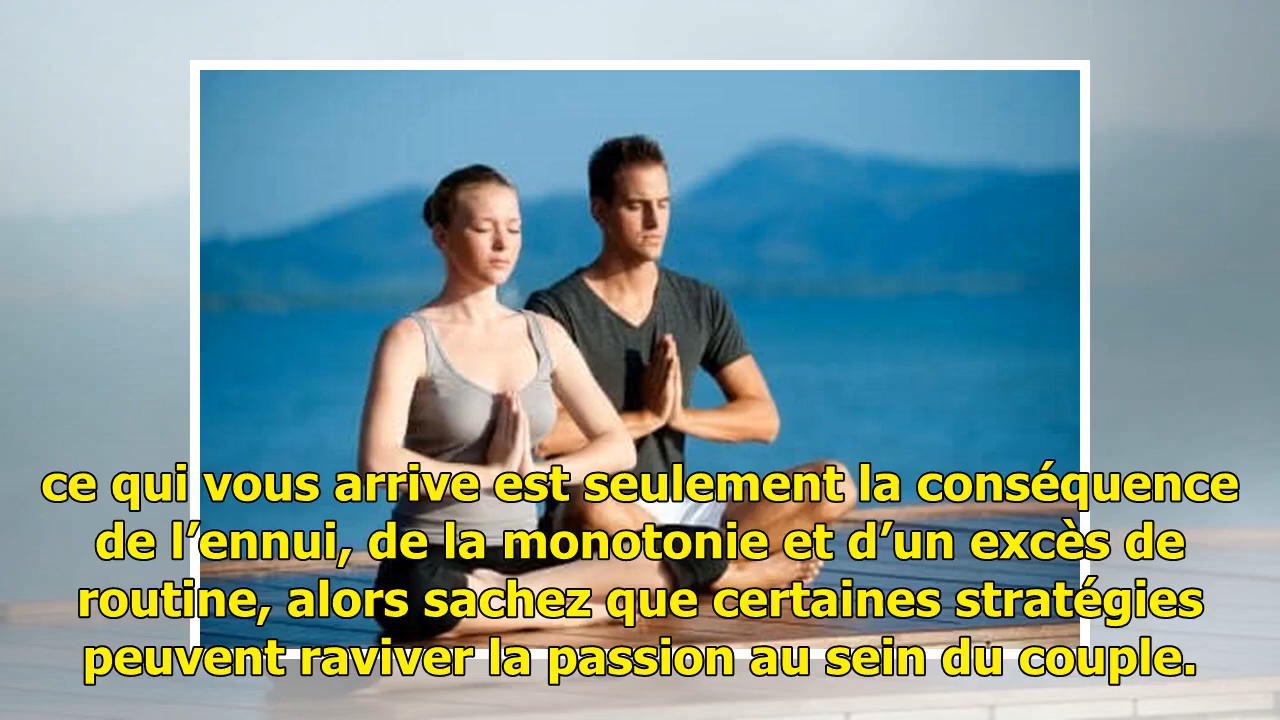 ce qui vous arrive est seulement la conséquence
de l’ennui, de la monotonie et d’un excès de
routine, alors sachez que certaines stratégies
peuvent raviver la passion au sein du couple.